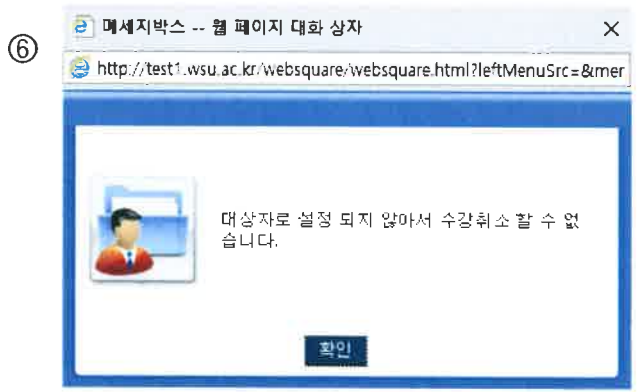 ⑥
메세지박스 -- 웹 페이지 대화 상자
http://test1.wsu.ac.kr/websquare/websquare.html?leftMenuSrc=&mer
대상자로 설정 되지 않아서 수강취소 할 수 없
습니다.
확인